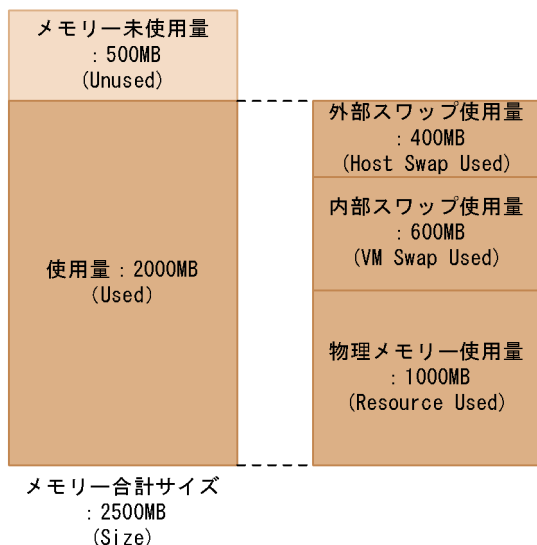 メモリー未使用量
：500MB
(Unused)
使用量：2000MB
(Used)
メモリー合計サイズ
：2500MB
(Size)
外部スワップ使用量
：400MB
(Host Swap Used)
内部スワップ使用量
：600MB
(VM Swap Used)
物理メモリー使用量
：1000MB
(Resource Used)